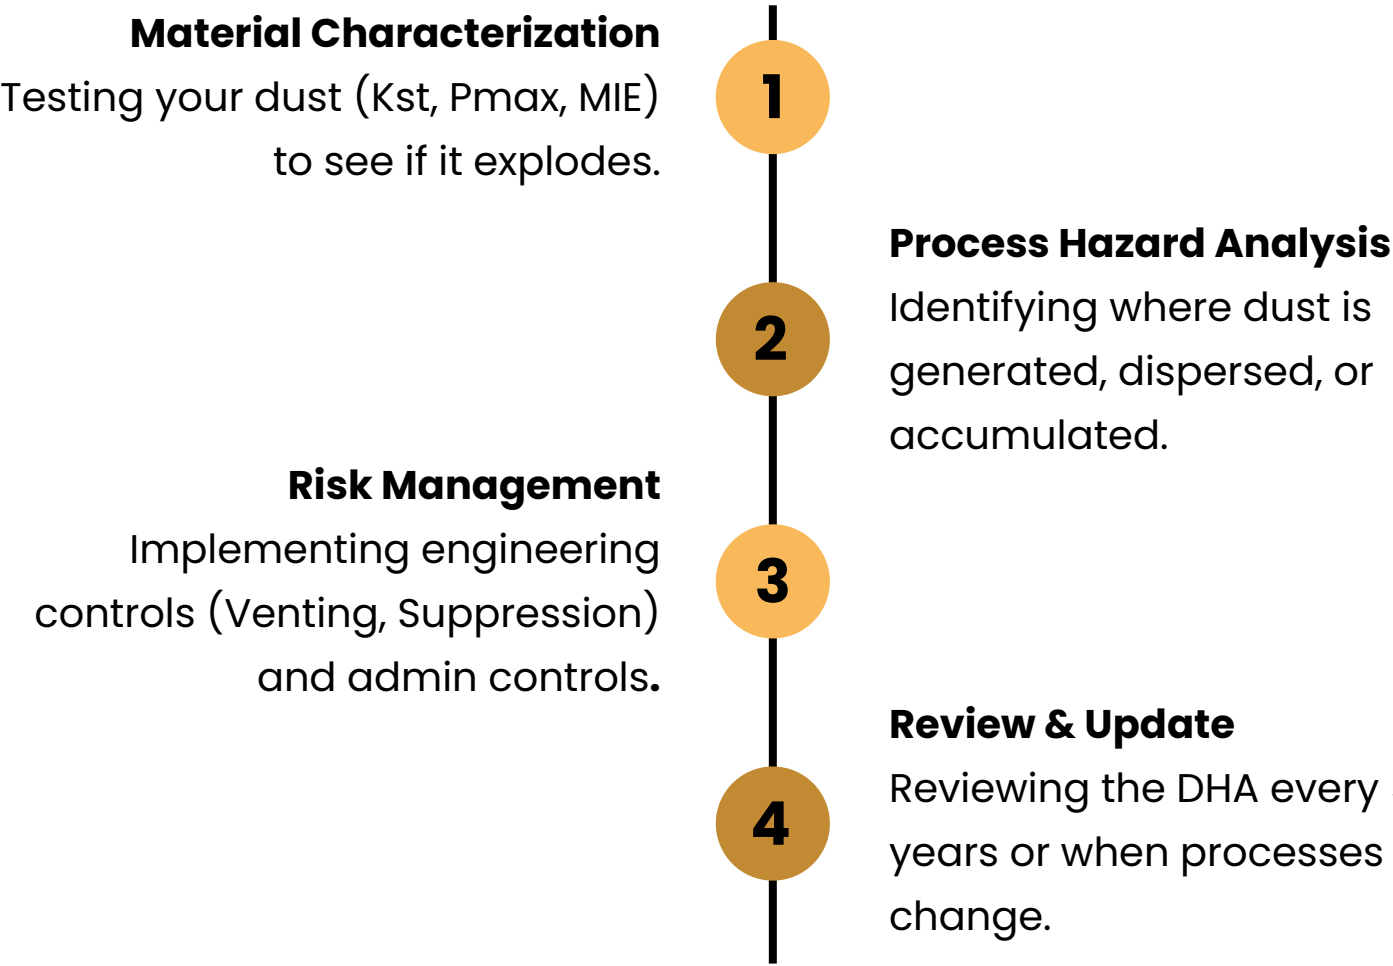 Material Characterization
Testing your dust (Kst, Pmax, MIE)
to see if it explodes.
1
Process Hazard Analysis
Identifying where dust is
generated, dispersed, or
accumulated.
2
Risk Management
Implementing engineering
controls (Venting, Suppression)
and admin controls.
3
Review & Update
Reviewing the DHA every
years or when processes
change.
4